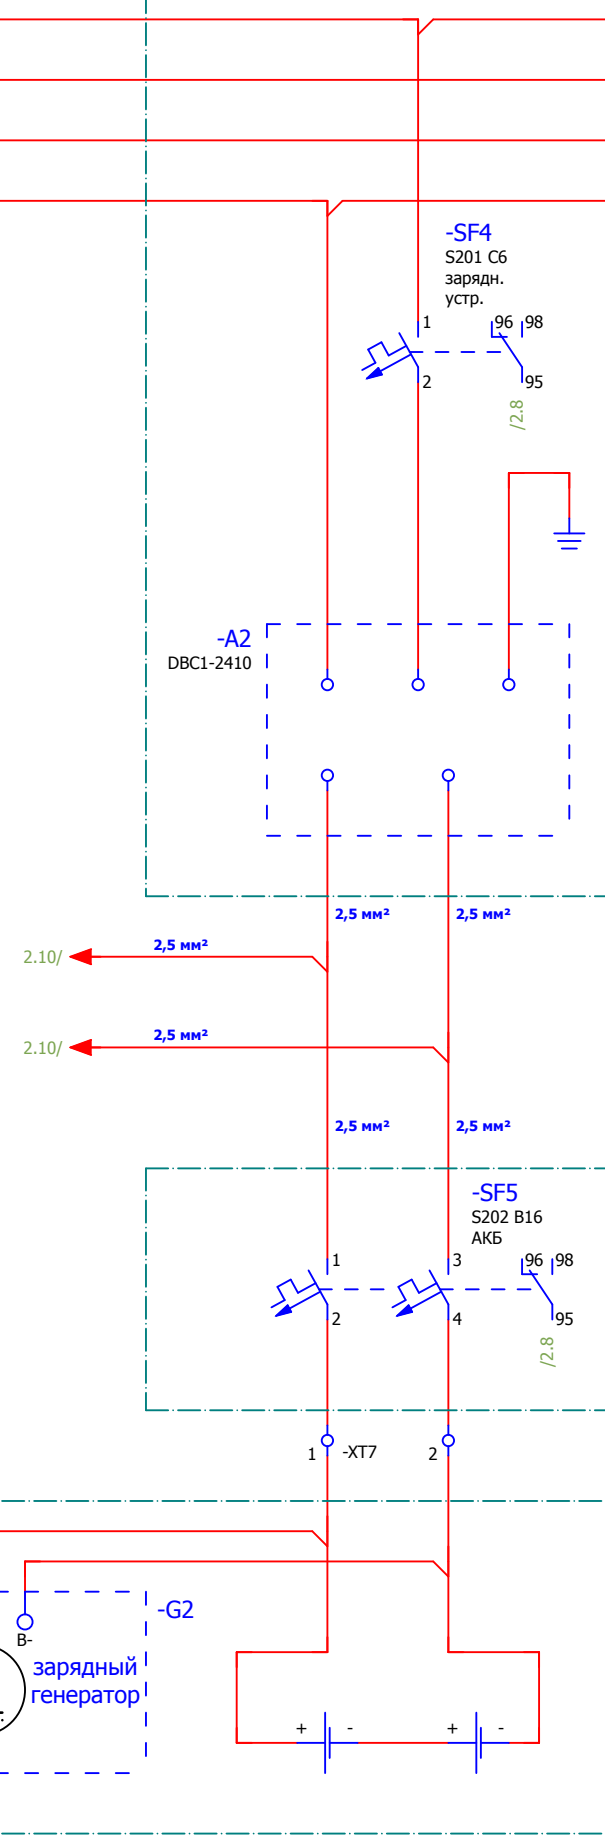 -SF4
S201 C6
зарядн.
устр.
1
96
98
2
95
/2.8
-A2
DBC1-2410
2,5 мм²
2,5 мм²
2.10/
2,5 мм²
2.10/
2,5 мм²
2,5 мм²
2,5 мм²
-SF5
S202 B16
АКБ
1
3
96
98
2
4
95
/2.8
1
-XT7
2
-G2
B-
зарядный
генератор
+
-
+
-